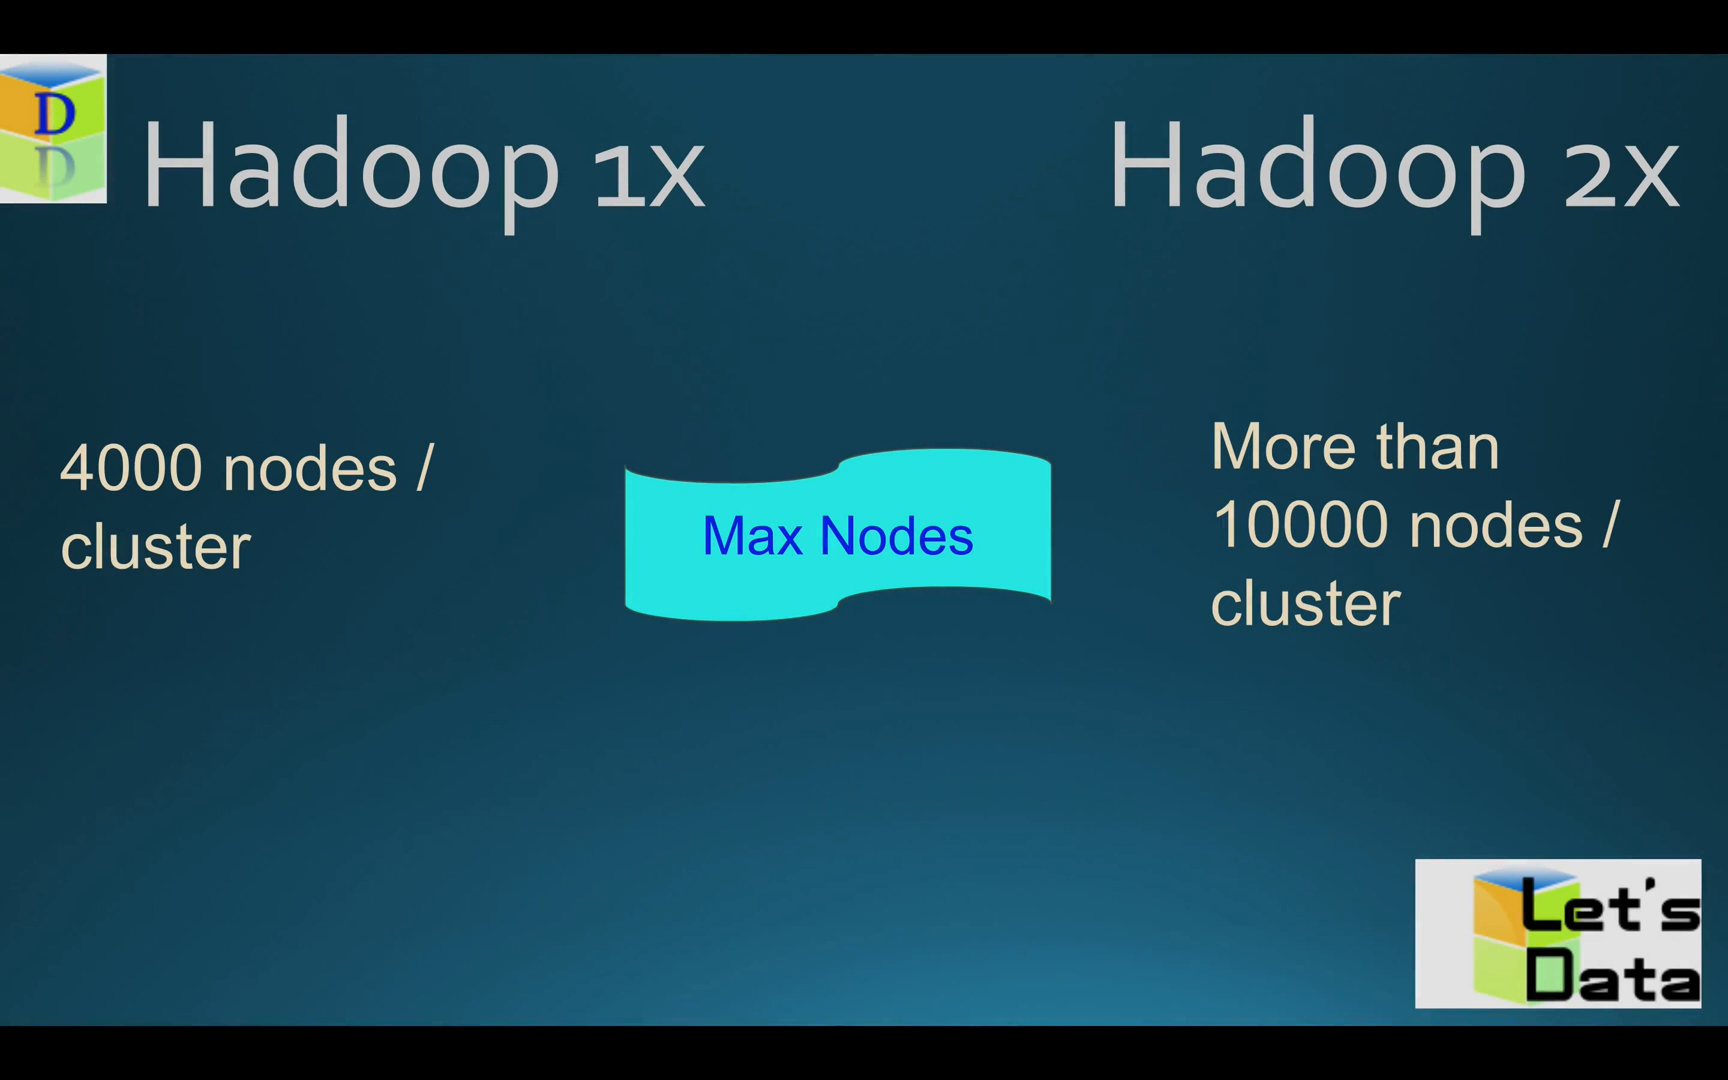 D
D
Hadoop 1x
Hadoop 2x
4000 nodes /
cluster
Max Nodes
More than
10000 nodes /
cluster
Let's
Data